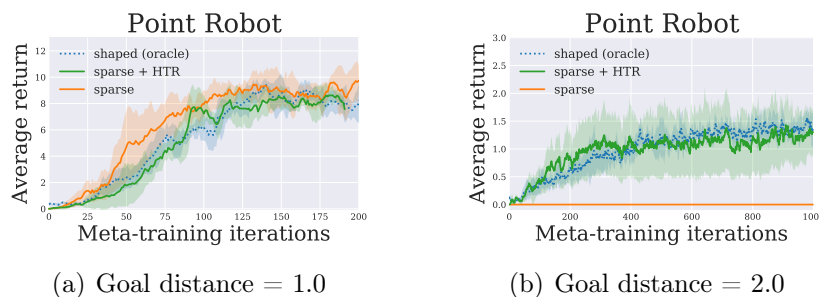 Point Robot
12
10
8
6
4
2
0
Average return
shaped (oracle)
sparse + HTR
sparse
0 25 50 75 100 125 150 175 200
Meta-training iterations
(a) Goal distance = 1.0
Point Robot
3.0
2.5
2.0
1.5
1.0
0.5
0.0
Average return
shaped (oracle)
sparse + HTR
sparse
0 200 400 600 800 100
Meta-training iterations
(b) Goal distance = 2.0